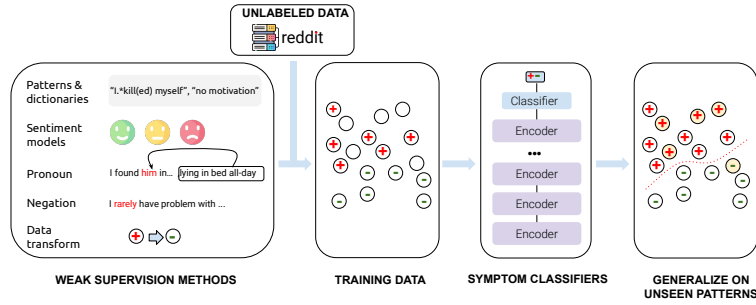 UNLABELED DATA
reddit
Patterns &
dictionaries
"I.*kill(ed) myself", "no motivation"
Sentiment
models
Pronoun
I found him in... lying in bed all-day
Negation
I rarely have problem with ...
Data
transform
+ -
WEAK SUPERVISION METHODS
TRAINING DATA
+ -
Classifier
Encoder
...
Encoder
Encoder
Encoder
SYMPTOM CLASSIFIERS
GENERALIZE ON
UNSEEN PATTERNS